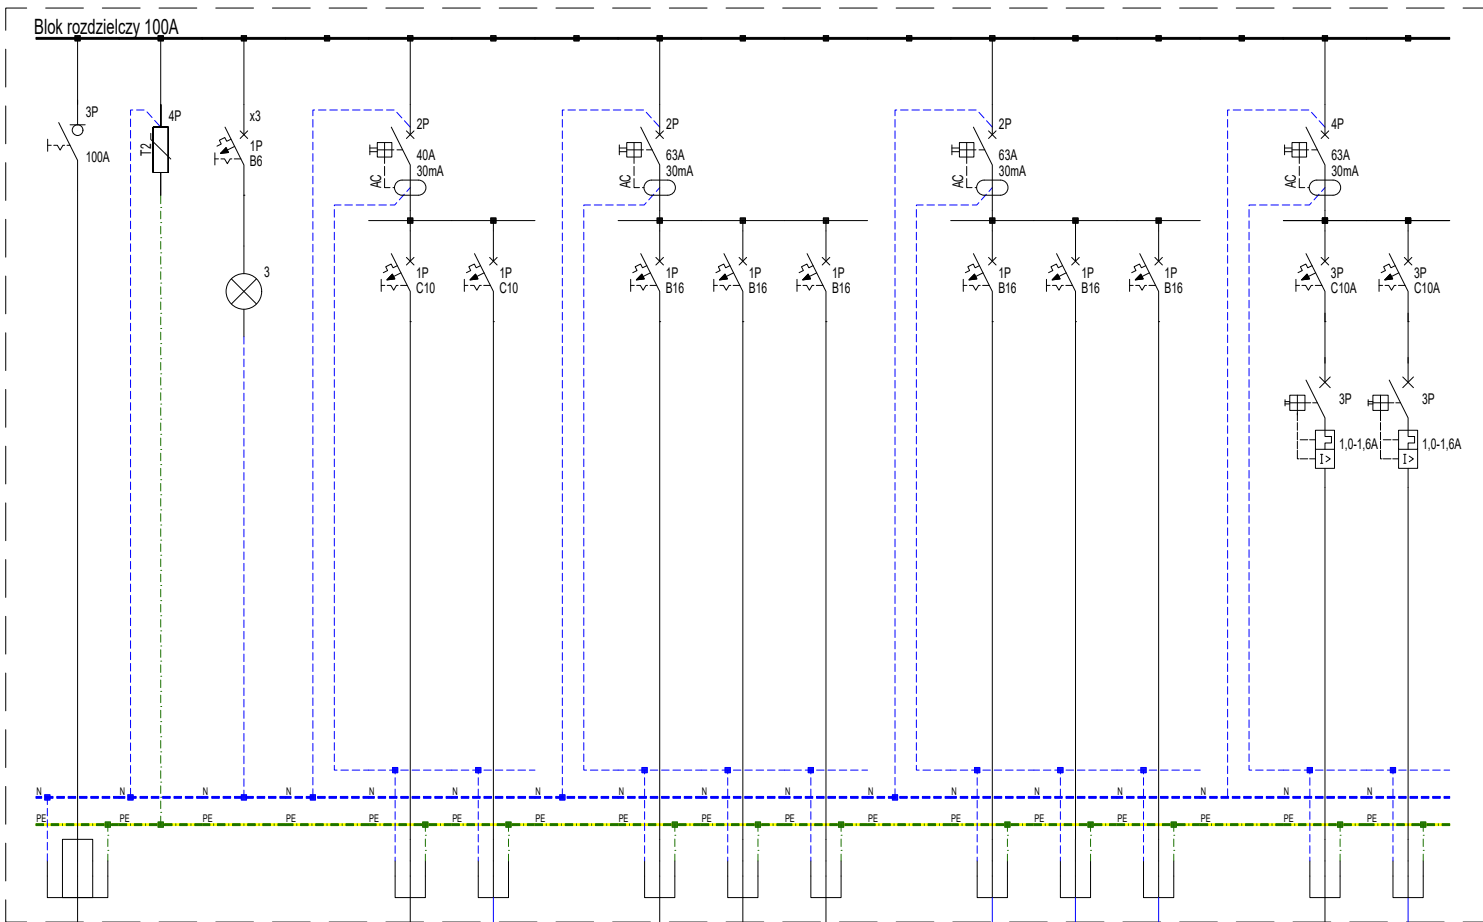 Blok rozdzielczy 100A
3P
100A
4P
T2
x3
1P
B6
3
2P
40A
30mA
AC
1P
C10
1P
C10
2P
63A
30mA
AC
1P
B16
1P
B16
1P
B16
2P
63A
30mA
AC
1P
B16
1P
B16
1P
B16
4P
63A
30mA
AC
3P
C10A
3P
C10A
3P
1,0-1,6A
I>
3P
1,0-1,6A
I>
N N N N N N N N N N N N N N N N N
PE PE PE PE PE PE PE PE PE PE PE PE PE PE PE PE PE